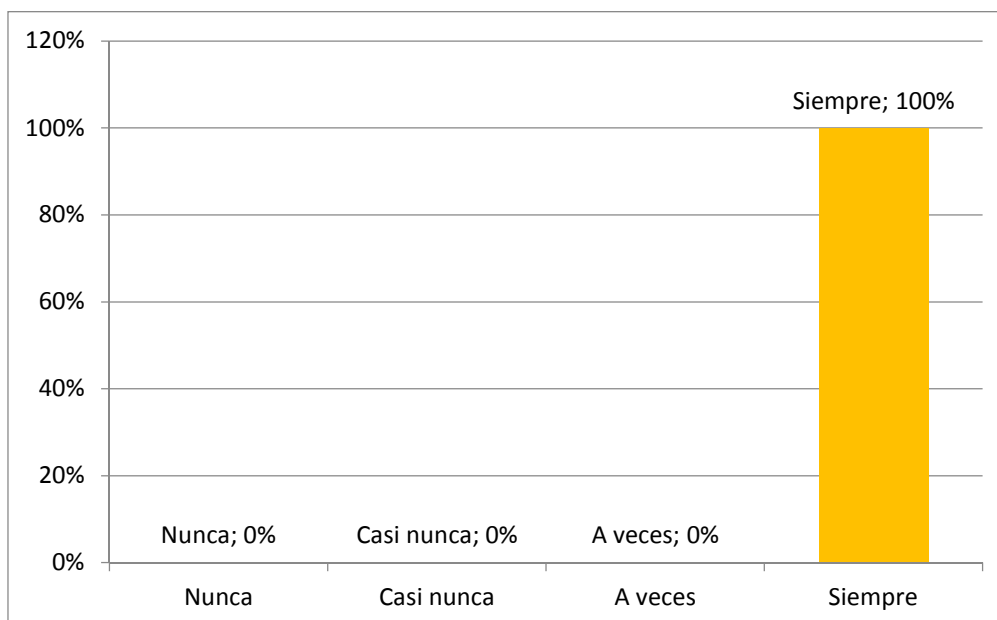 120%
Siempre; 100%
100%
80%
60%
40%
20%
Nunca; 0%
Casi nunca; 0%
A veces; 0%
0%
Nunca
Casi nunca
A veces
Siempre